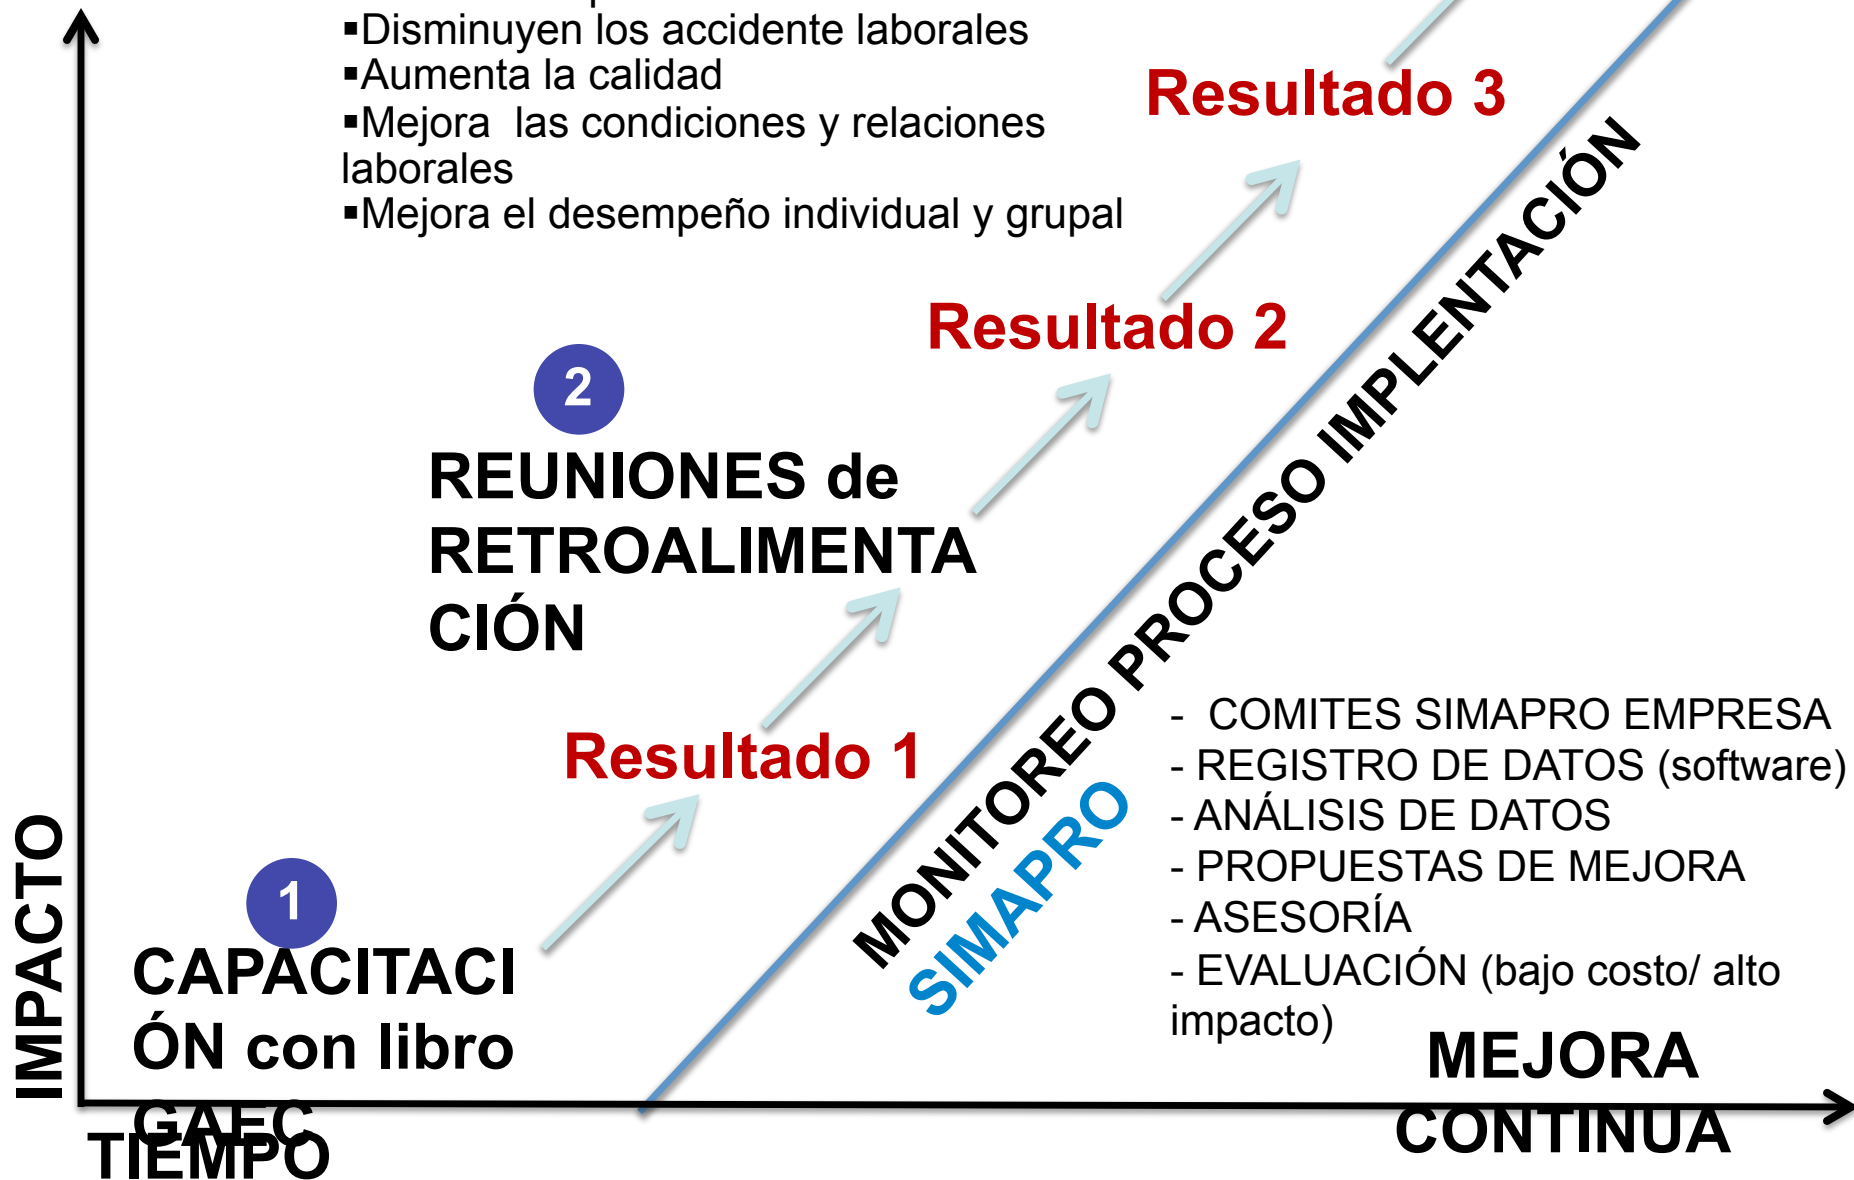 ▪Disminuyen los accidente laborales
▪Aumenta la calidad
▪Mejora las condiciones y relaciones
laborales
▪Mejora el desempeño individual y grupal
Resultado 3
Resultado 2
2
REUNIONES de
RETROALIMENTA
CIÓN
Resultado 1
1
CAPACITACI
ÓN con libro
GAEC
MONITOREO PROCESO IMPLENTACIÓN
SIMAPRO
- COMITES SIMAPRO EMPRESA
- REGISTRO DE DATOS (software)
- ANÁLISIS DE DATOS
- PROPUESTAS DE MEJORA
- ASESORÍA
- EVALUACIÓN (bajo costo/ alto
impacto)
MEJORA
CONTINUA
IMPACTO
TIEMPO